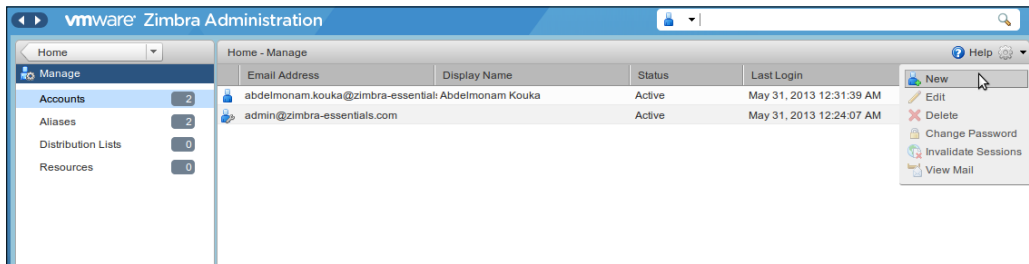 vmware Zimbra Administration
Home
Home - Manage
Help
Manage
Email Address Display Name Status Last Login
Accounts 2
abdelmonam.kouka@zimbra-essential: Abdelmonam Kouka Active May 31, 2013 12:31:39 AM
Aliases 2
admin@zimbra-essentials.com Active May 31, 2013 12:24:07 AM
Distribution Lists 0
Resources 0
New
Edit
Delete
Change Password
Invalidate Sessions
View Mail